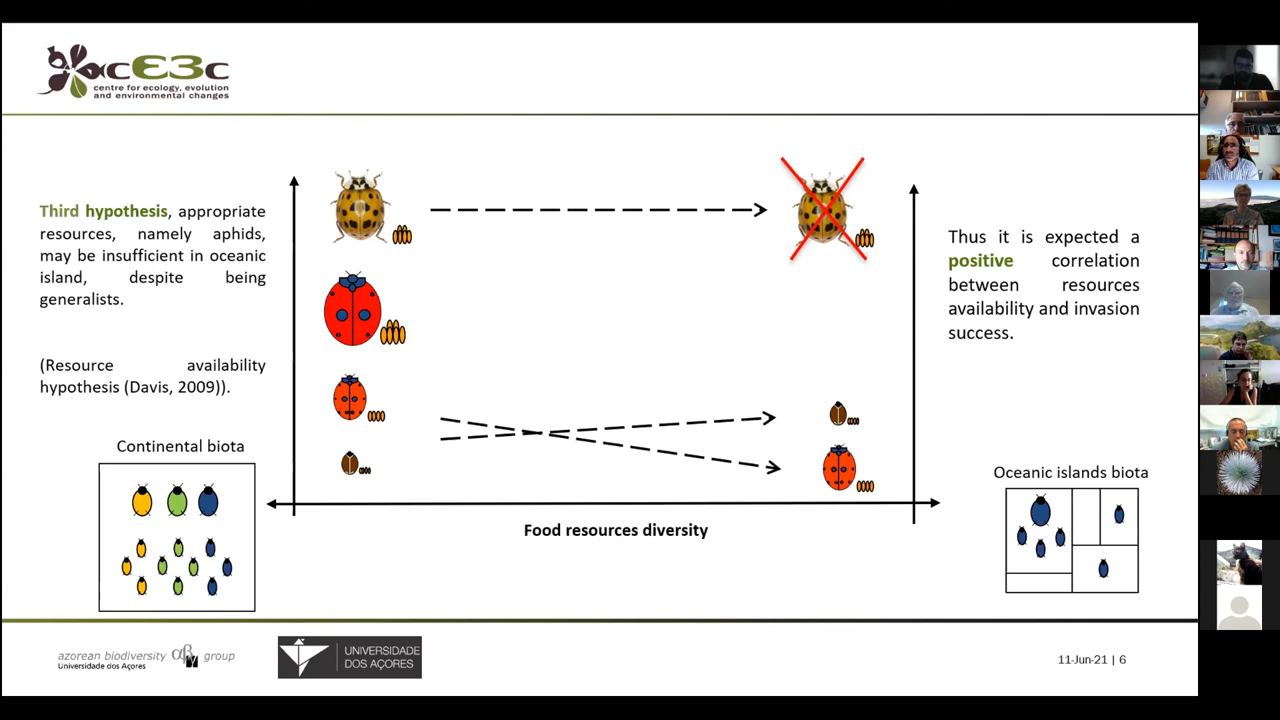 cE3c
centre for ecology, evolution
and environmental changes
Third hypothesis, appropriate
resources, namely aphids,
may be insufficient in oceanic
island, despite being
generalists.
(Resource availability
hypothesis (Davis, 2009)).
Continental biota
Food resources diversity
Thus it is expected a
positive correlation
between resources
availability and invasion
success.
Oceanic islands biota
azorean biodiversity group
Universidade dos Açores
UNIVERSIDADE
DOS AÇORES
11-Jun-21 | 6